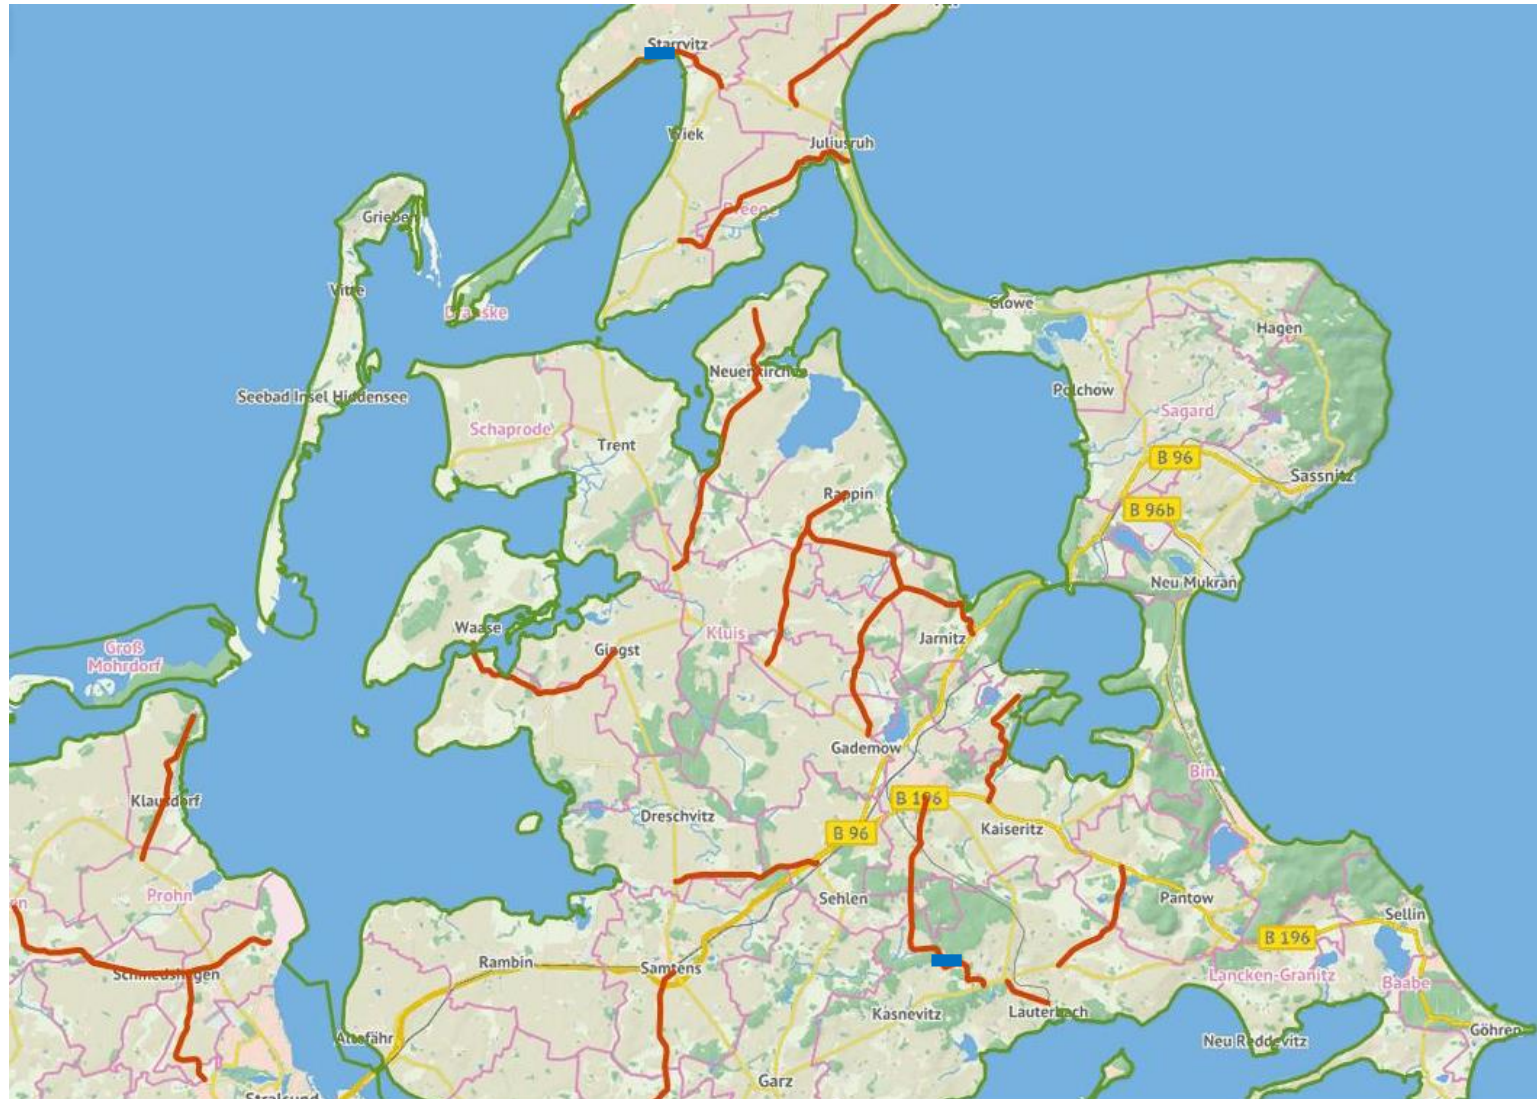 Starrvitz
Wiek
Juliusruh
Breege
Grieben
Vitte
Dranske
Glowe
Hagen
Neuenkirchen
Seebad Insel Hiddensee
Polchow
Sagard
Schaprode
Trent
B 96
Sassnitz
Rappin
B 96b
Neu Mukran
Waase
Kluis
Jarnitz
Groß
Mohrdorf
Gingst
Gademow
Binz
Klausdorf
B 196
Dreschvitz
B 96
Kaiseritz
Prohn
Sehlen
Pantow
Sellin
B 196
Rambin
Samtens
Schmedshagen
Lancken-Granitz
Baabe
Kasnevitz
Lauterbach
Göhren
Altefähr
Neu Reddevitz
Garz
Stralsund